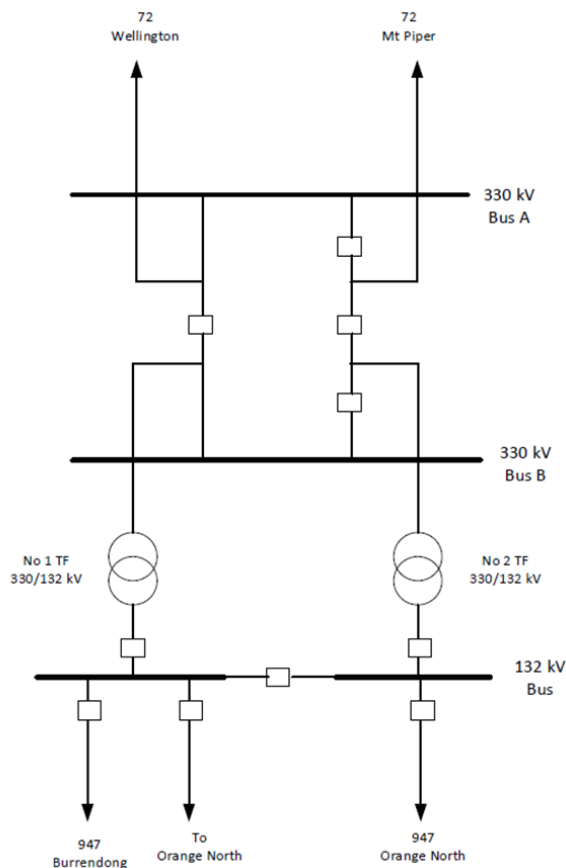 72
Wellington
72
Mt Piper
330 kV
Bus A
330 kV
Bus B
No 1 TF
330/132 kV
No 2 TF
330/132 kV
132 kV
Bus
947
Burrendong
To
Orange North
947
Orange North